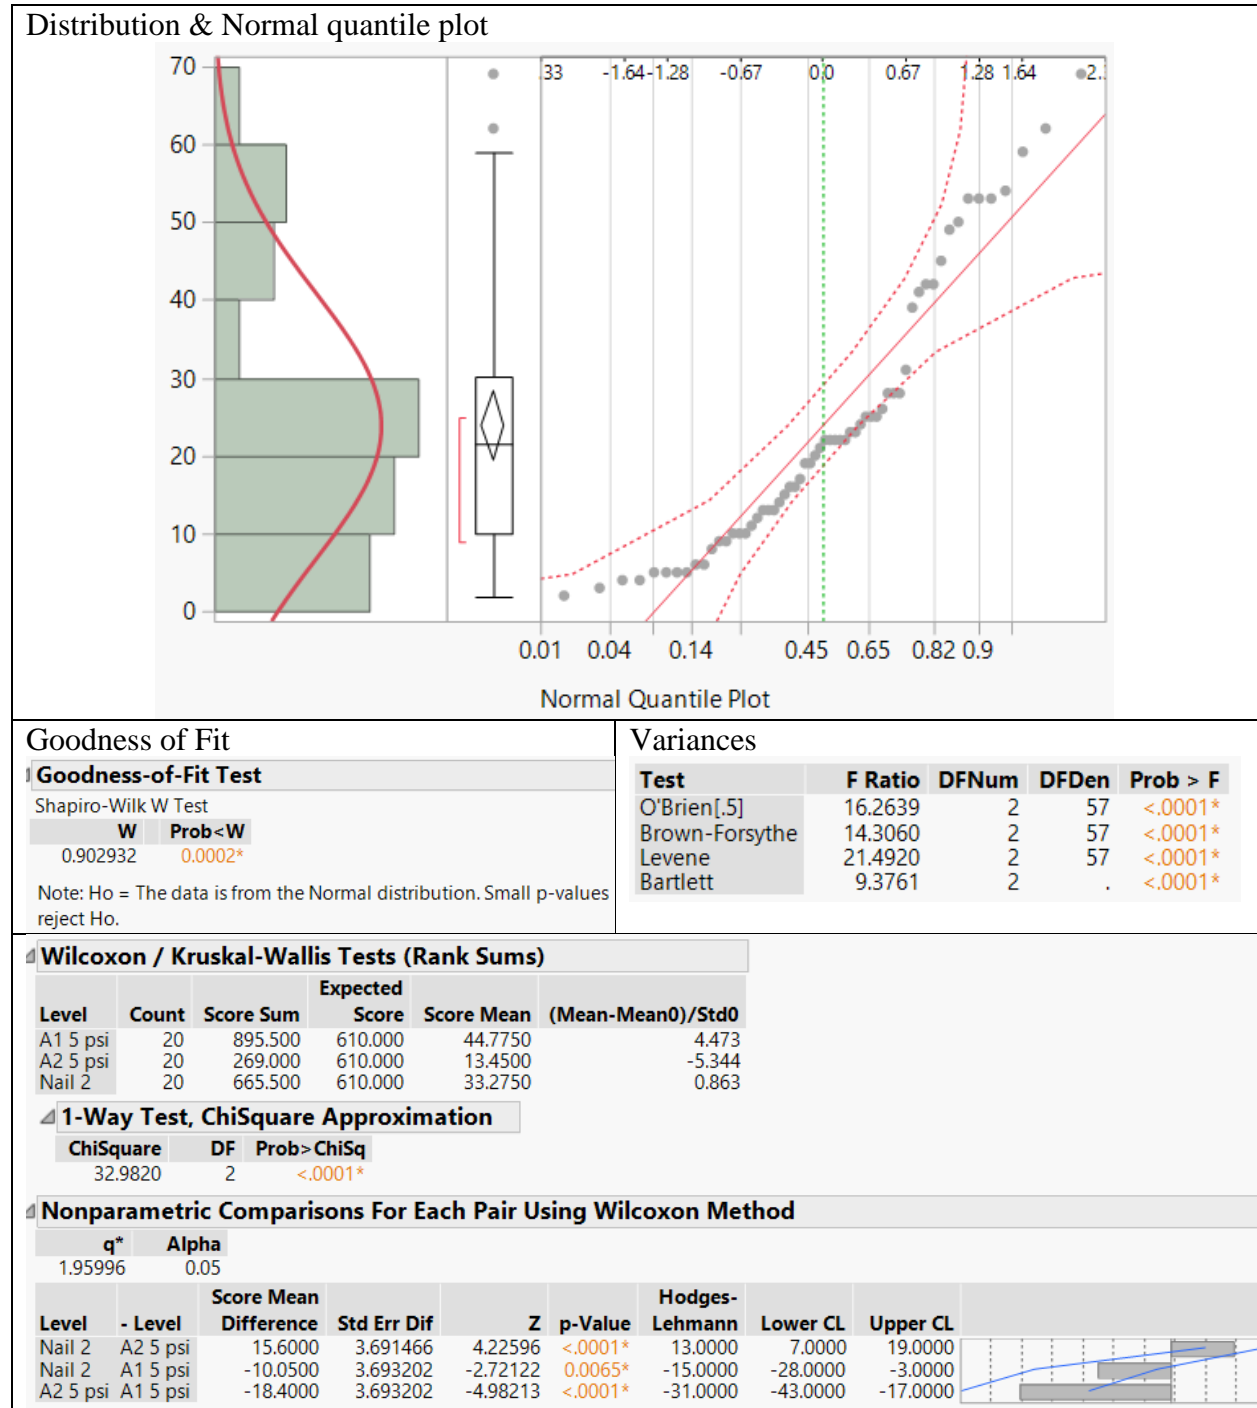 Distribution & Normal quantile plot
70
60
50
40
30
20
10
0
.33 -1.64 -1.28 -0.67 0.0 0.67 1.28 1.64 2.
0.01 0.04 0.14 0.45 0.65 0.82 0.9
Normal Quantile Plot
Goodness of Fit
Goodness-of-Fit Test
Shapiro-Wilk W Test
W Prob<W
0.902932 0.0002*
Note: Ho = The data is from the Normal distribution. Small p-values
reject Ho.
Variances
Test F Ratio DFNum DFDen Prob > F
O'Brien[.5] 16.2639 2 57 <.0001*
Brown-Forsythe 14.3060 2 57 <.0001*
Levene 21.4920 2 57 <.0001*
Bartlett 9.3761 2 . <.0001*
Wilcoxon / Kruskal-Wallis Tests (Rank Sums)
Expected
Level Count Score Sum Score Score Mean (Mean-Mean0)/Std0
A1 5 psi 20 895.500 610.000 44.7750 4.473
A2 5 psi 20 269.000 610.000 13.4500 -5.344
Nail 2 20 665.500 610.000 33.2750 0.863
1-Way Test, ChiSquare Approximation
ChiSquare DF Prob>ChiSq
32.9820 2 <.0001*
Nonparametric Comparisons For Each Pair Using Wilcoxon Method
q* Alpha
1.95996 0.05
Score Mean Hodges-
Level - Level Difference Std Err Dif Z p-Value Lehmann Lower CL Upper CL
Nail 2 A2 5 psi 15.6000 3.691466 4.22596 <.0001* 13.0000 7.0000 19.0000
Nail 2 A1 5 psi -10.0500 3.693202 -2.72122 0.0065* -15.0000 -28.0000 -3.0000
A2 5 psi A1 5 psi -18.4000 3.693202 -4.98213 <.0001* -31.0000 -43.0000 -17.0000